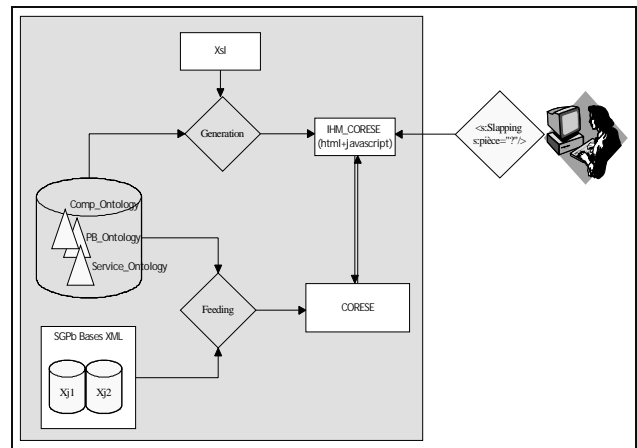 Xsl
Generation
IHM_CORESE
(html+javascript)
<s:Slapping
s:pièce="?"/>
Comp_Ontology
PB_Ontology
Service_Ontology
Feeding
CORESE
SGPb Bases XML
Xj1
Xj2